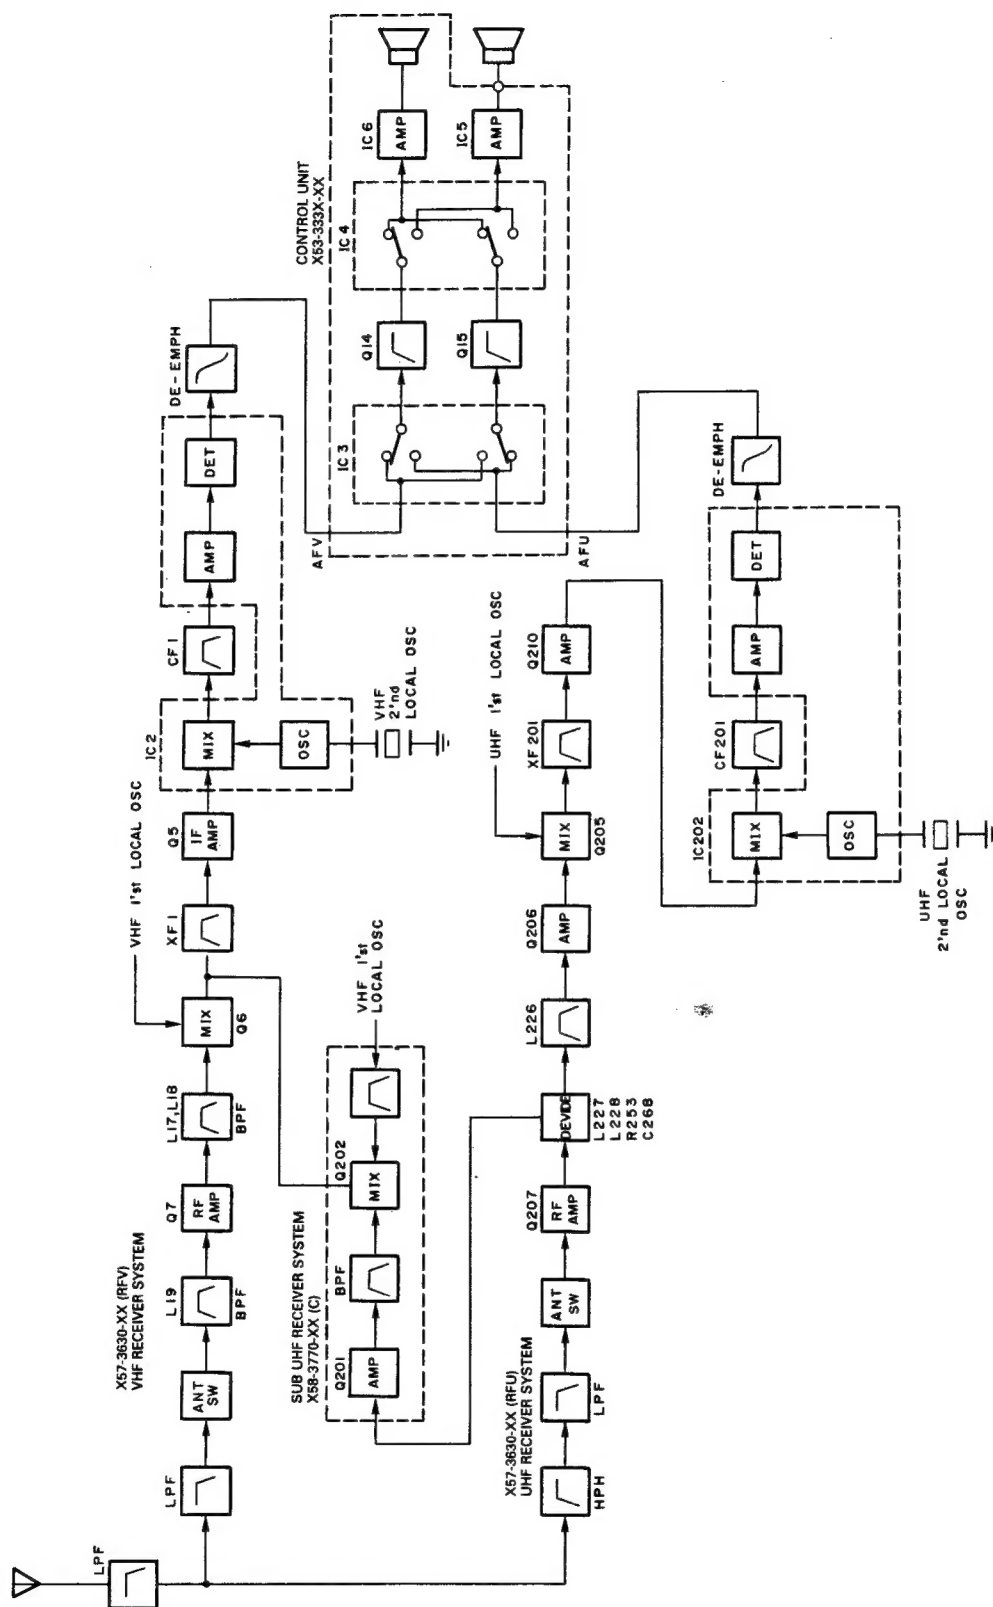 LPF
LPF
ANT
SW
X57-3630-XX (RFV)
VHF RECEIVER SYSTEM
L19
BPF
Q7
RF
AMP
L17, L18
BPF
VHF 1'st LOCAL OSC
MIX
Q6
XF1
Q5
IF
AMP
IC2
MIX
OSC
VHF
2'nd
LOCAL OSC
CF1
AMP
DET
DE-EMPH
SUB UHF RECEIVER SYSTEM
X58-3770-XX (C)
Q201
AMP
BPF
Q202
MIX
VHF 1'st
LOCAL OSC
HPH
LPF
X57-3630-XX (RFU)
UHF RECEIVER SYSTEM
ANT
SW
Q207
RF
AMP
DEVIDE
L227
L228
R253
C268
L226
Q206
AMP
UHF 1'st LOCAL OSC
MIX
Q205
XF201
Q210
AMP
IC202
MIX
OSC
UHF
2'nd LOCAL
OSC
CF201
AMP
DET
DE-EMPH
AFV
AFU
CONTROL UNIT
X53-333X-XX
IC3
Q14
Q15
IC4
IC6
AMP
IC5
AMP